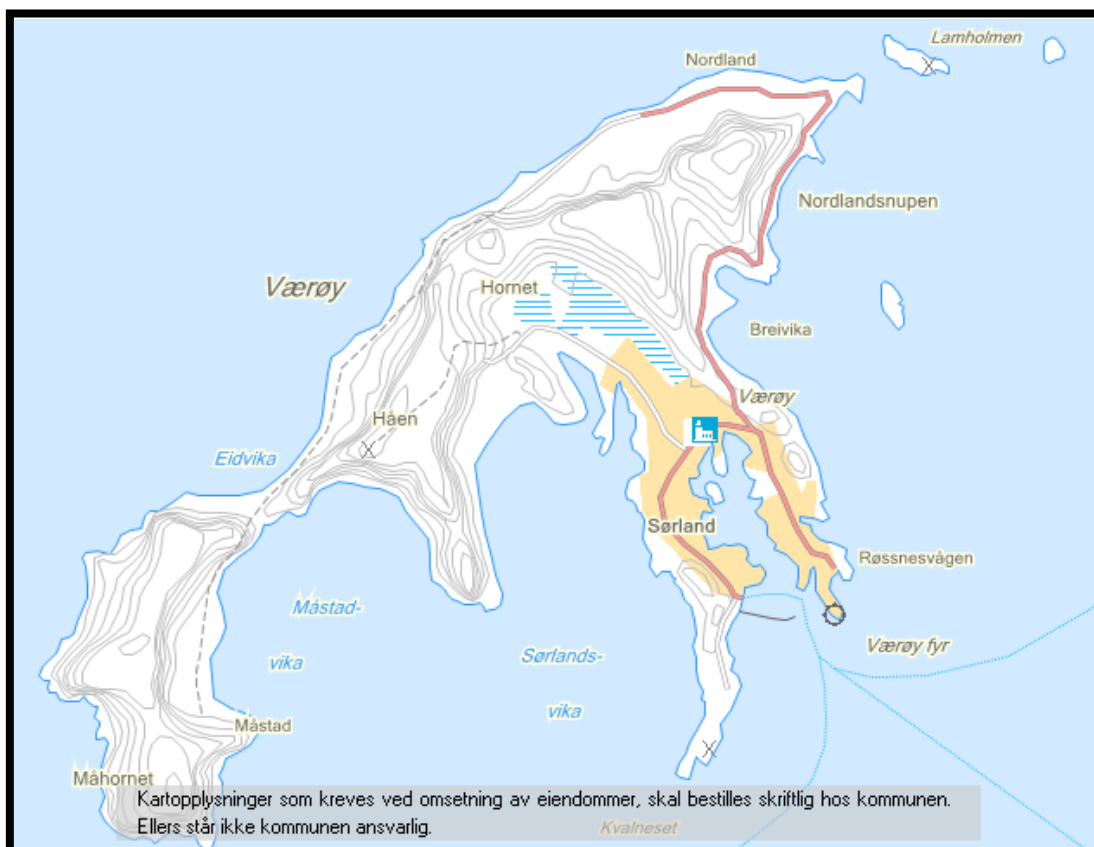 Lamholmen
Nordland
Nordlandsnupen
Værøy
Hornet
Breivika
Værøy
Håen
Eidvika
Sørland
Røssnesvågen
Måstad-
vika
Sørlands-
vika
Værøy fyr
Måstad
Måhornet
Kartopplysninger som kreves ved omsetning av eiendommer, skal bestilles skriftlig hos kommunen.
Ellers står ikke kommunen ansvarlig.
Kvalneset